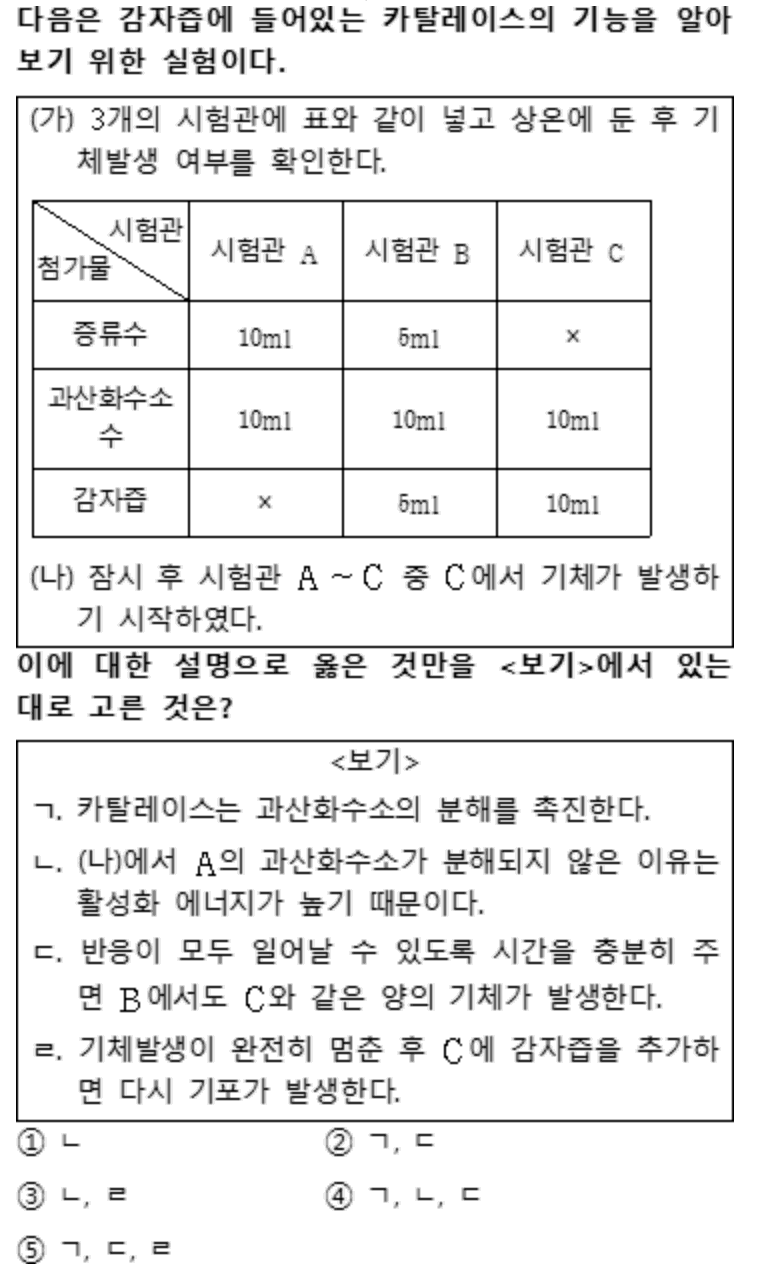 다음은 감자즙에 들어있는 카탈레이스의 기능을 알아
보기 위한 실험이다.
(가) 3개의 시험관에 표와 같이 넣고 상온에 둔 후 기
체발생 여부를 확인한다.
시험관
첨가물
시험관 A 시험관 B 시험관 C
증류수 10ml 5ml ×
과산화수소
수
10ml 10ml 10ml
감자즙 × 5ml 10ml
(나) 잠시 후 시험관 A ~ C 중 C에서 기체가 발생하
기 시작하였다.
이에 대한 설명으로 옳은 것만을 <보기>에서 있는
대로 고른 것은?
<보기>
ㄱ. 카탈레이스는 과산화수소의 분해를 촉진한다.
ㄴ. (나)에서 A의 과산화수소가 분해되지 않은 이유는
활성화 에너지가 높기 때문이다.
ㄷ. 반응이 모두 일어날 수 있도록 시간을 충분히 주
면 B에서도 C와 같은 양의 기체가 발생한다.
ㄹ. 기체발생이 완전히 멈춘 후 C에 감자즙을 추가하
면 다시 기포가 발생한다.
① ㄴ ② ㄱ, ㄷ
③ ㄴ, ㄹ ④ ㄱ, ㄴ, ㄷ
⑤ ㄱ, ㄷ, ㄹ